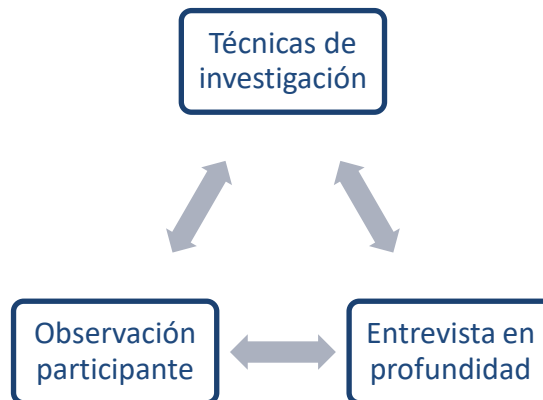 Técnicas de
investigación
Observación
participante
Entrevista en
profundidad